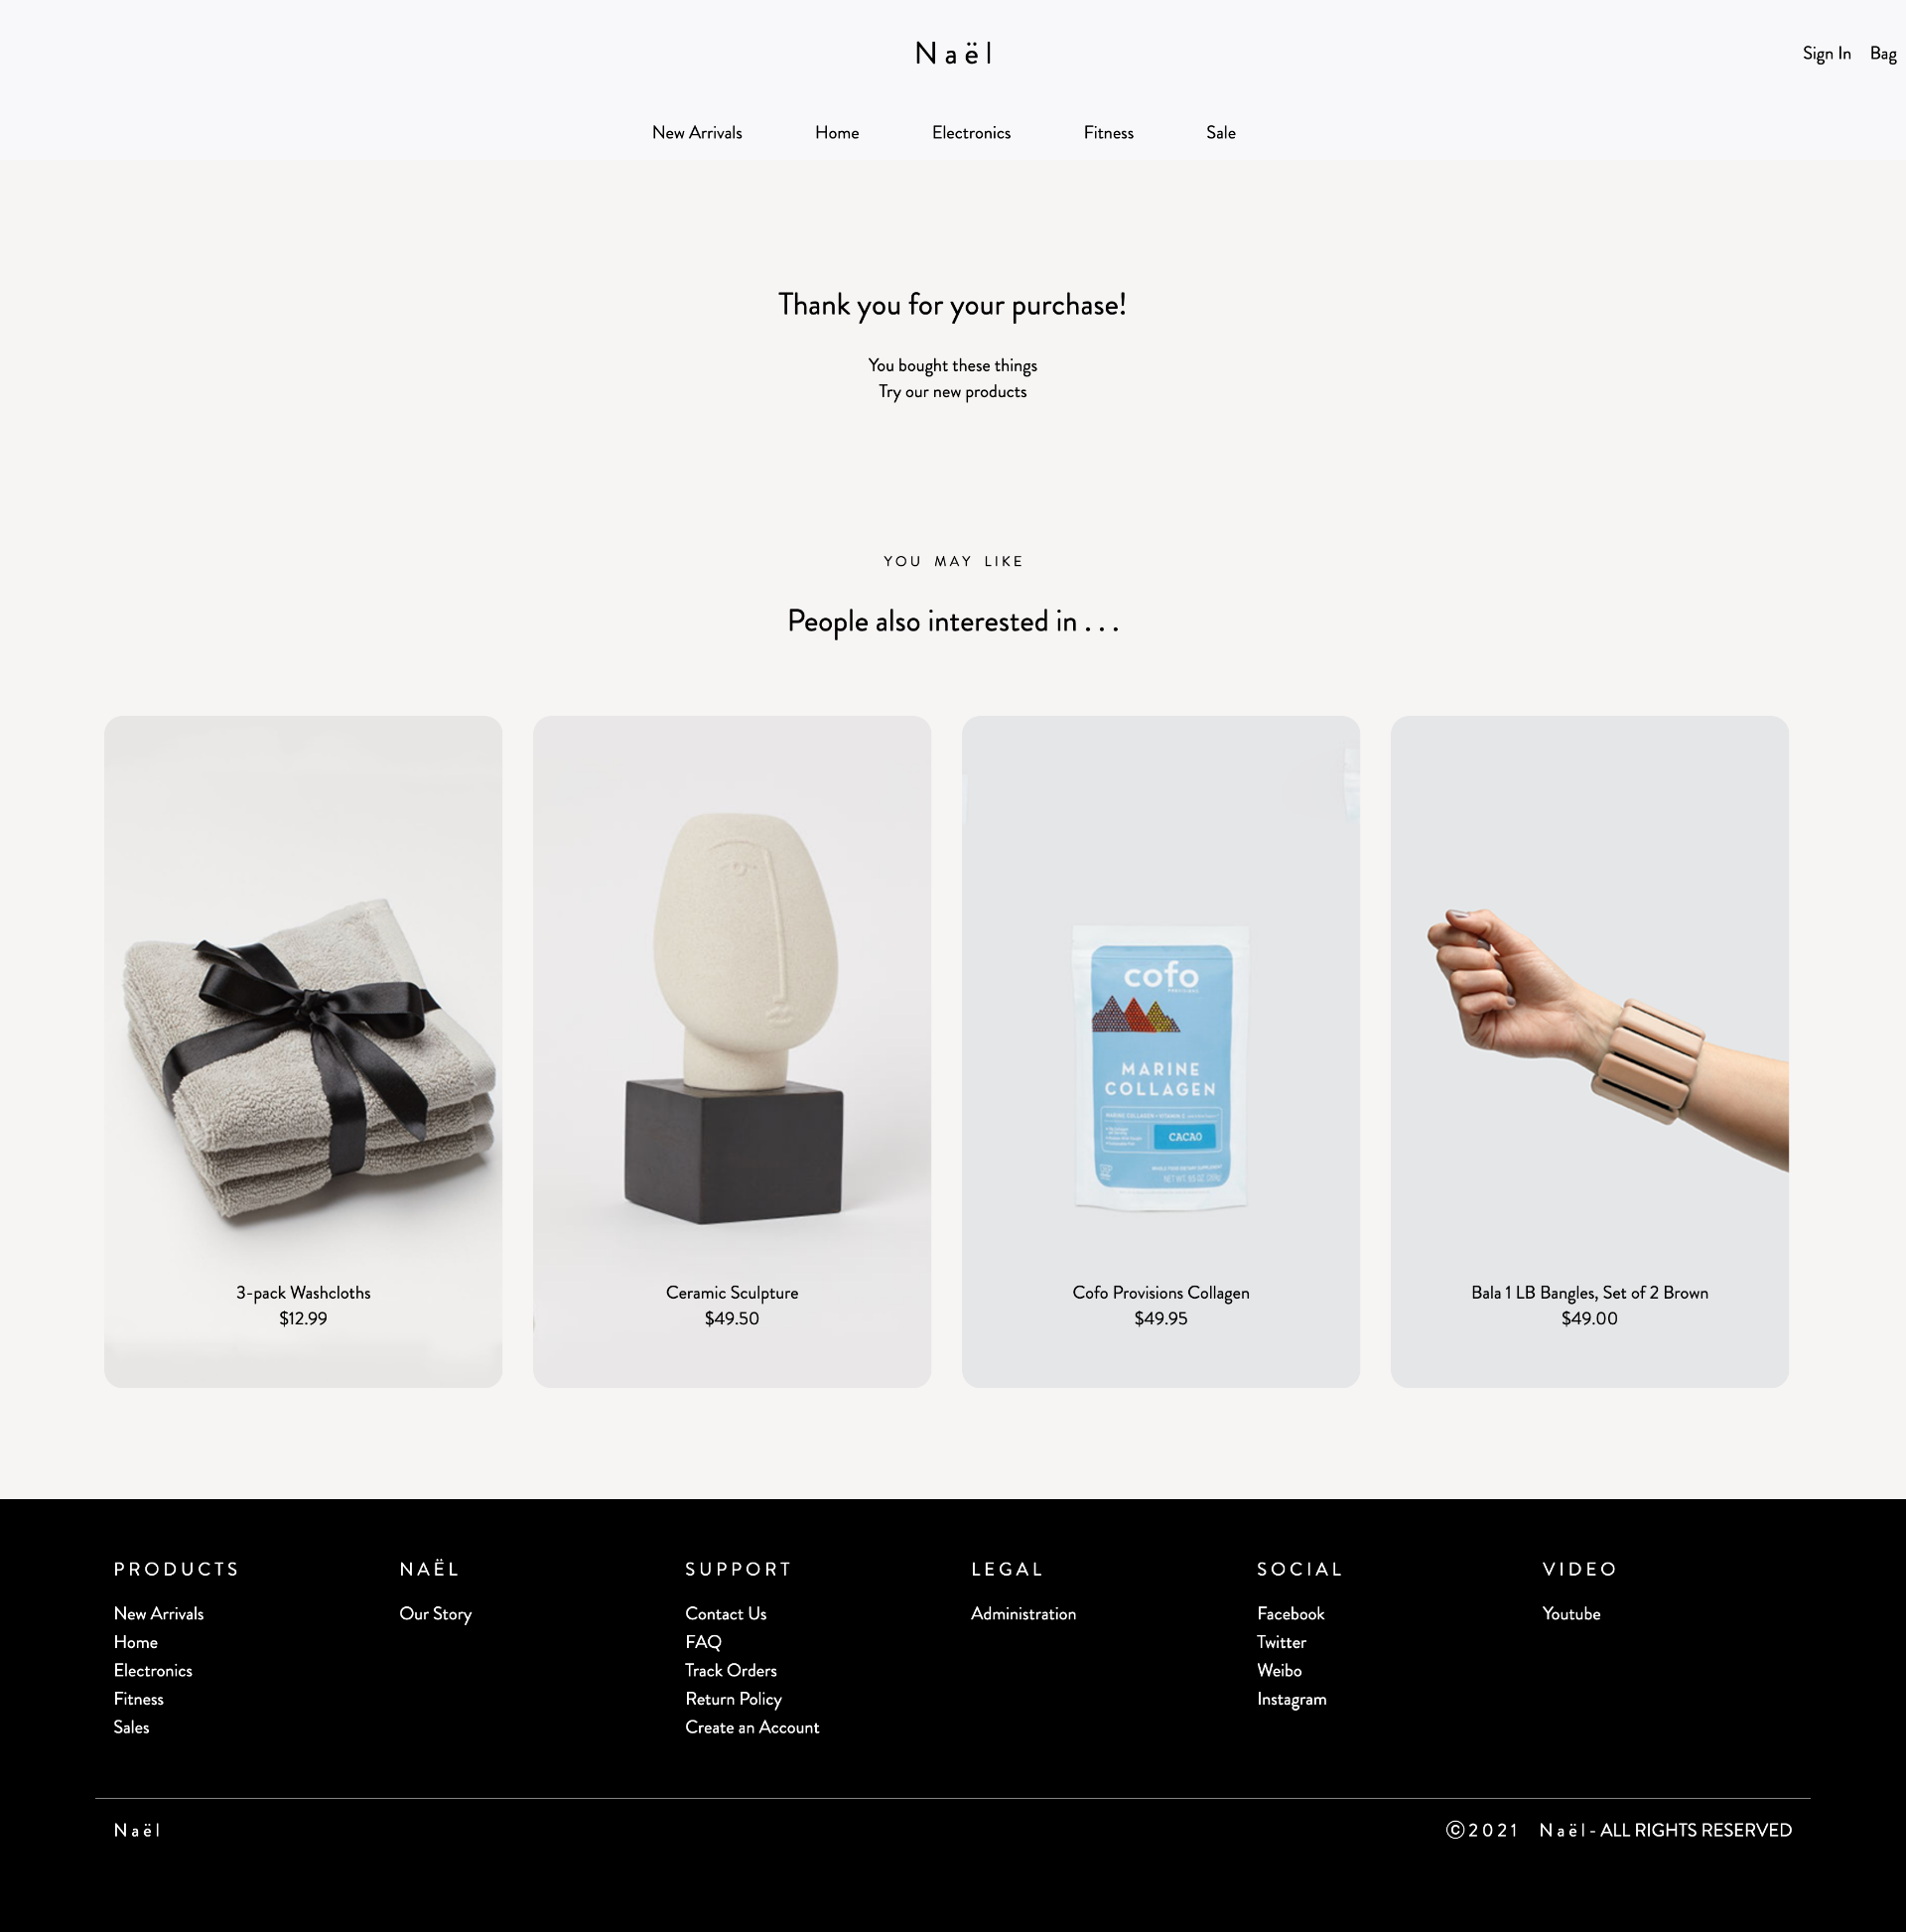 Naël
Sign In Bag
New Arrivals Home Electronics Fitness Sale
Thank you for your purchase!
You bought these things
Try our new products
YOU MAY LIKE
People also interested in . . .
cofo
MARINE
COLLAGEN
CACAO
3-pack Washcloths
$12.99
Ceramic Sculpture
$49.50
Cofo Provisions Collagen
$49.95
Bala 1 LB Bangles, Set of 2 Brown
$49.00
PRODUCTS
New Arrivals
Home
Electronics
Fitness
Sales
NAËL
Our Story
SUPPORT
Contact Us
FAQ
Track Orders
Return Policy
Create an Account
LEGAL
Administration
SOCIAL
Facebook
Twitter
Weibo
Instagram
VIDEO
Youtube
Naël
©2021 Naël - ALL RIGHTS RESERVED